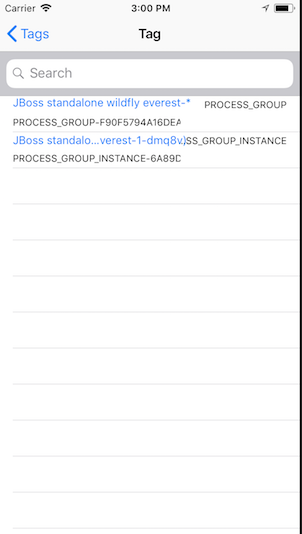 Carrier 3:00 PM
Tags Tag
Search
JBoss standalone wildfly everest-* PROCESS_GROUP
PROCESS_GROUP-F90F5794A16DEA
JBoss standalo...verest-1-dmq8v) SS_GROUP_INSTANCE
PROCESS_GROUP_INSTANCE-6A89D